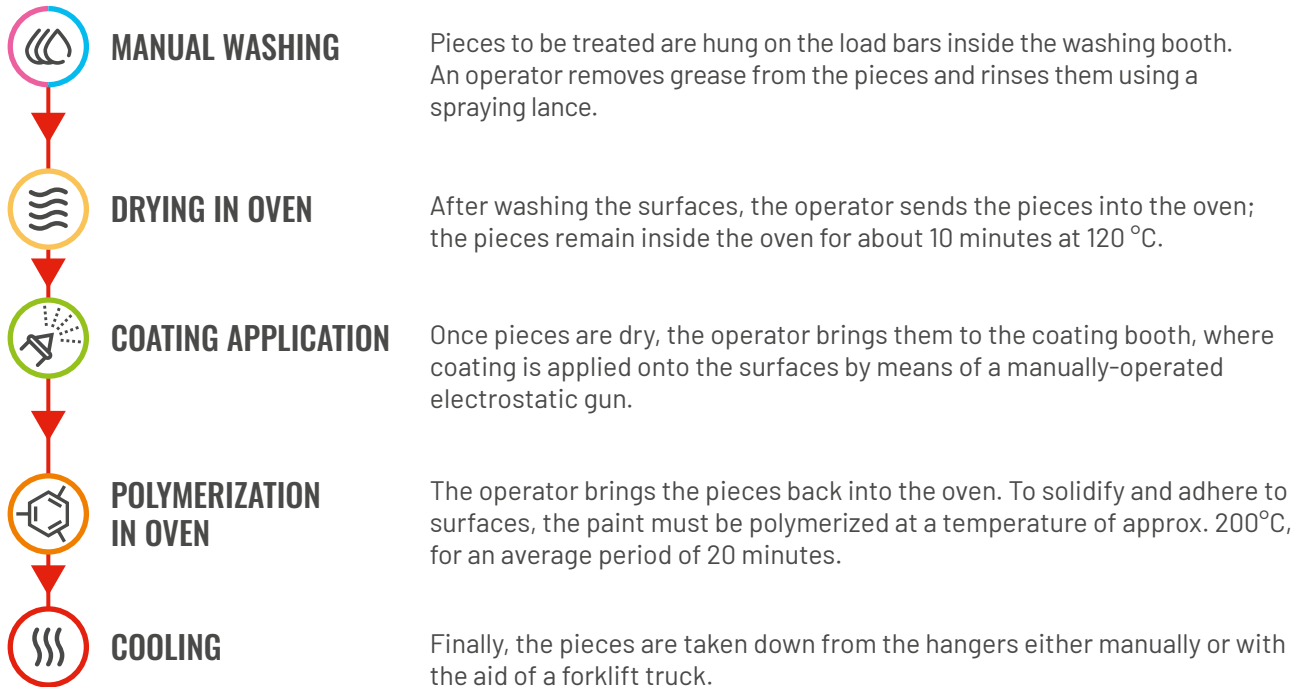 MANUAL WASHING
Pieces to be treated are hung on the load bars inside the washing booth.
An operator removes grease from the pieces and rinses them using a
spraying lance.
DRYING IN OVEN
After washing the surfaces, the operator sends the pieces into the oven;
the pieces remain inside the oven for about 10 minutes at 120 °C.
COATING APPLICATION
Once pieces are dry, the operator brings them to the coating booth, where
coating is applied onto the surfaces by means of a manually-operated
electrostatic gun.
POLYMERIZATION
IN OVEN
The operator brings the pieces back into the oven. To solidify and adhere to
surfaces, the paint must be polymerized at a temperature of approx. 200°C,
for an average period of 20 minutes.
COOLING
Finally, the pieces are taken down from the hangers either manually or with
the aid of a forklift truck.